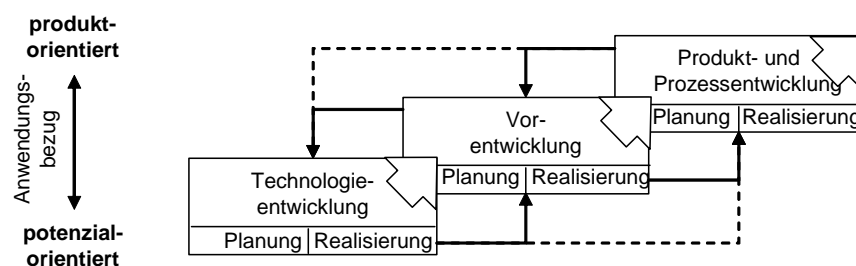 produkt-
orientiert
Anwendungs-
bezug
potenzial-
orientiert
Produkt- und
Prozessentwicklung
Planung Realisierung
Vor-
entwicklung
Planung Realisierung
Technologie-
entwicklung
Planung Realisierung